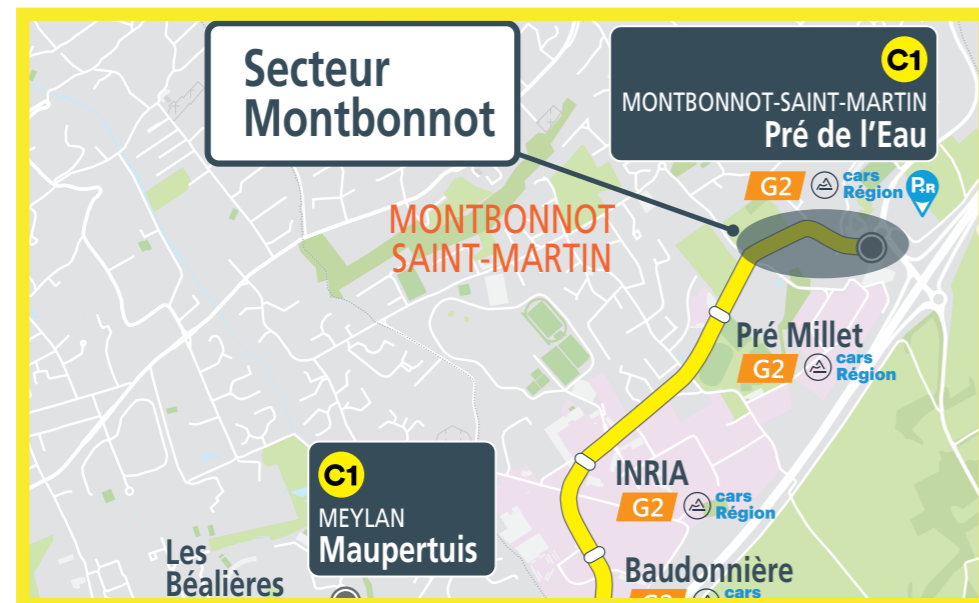 Secteur
Montbonnot
C1
MONTBONNOT-SAINT-MARTIN
Pré de l'Eau
G2 cars Région P+R
MONTBONNOT
SAINT-MARTIN
Pré Millet
G2 cars Région
C1
MEYLAN
Maupertuis
INRIA
G2 cars Région
Les
Béalières
Baudonnière
G2 cars